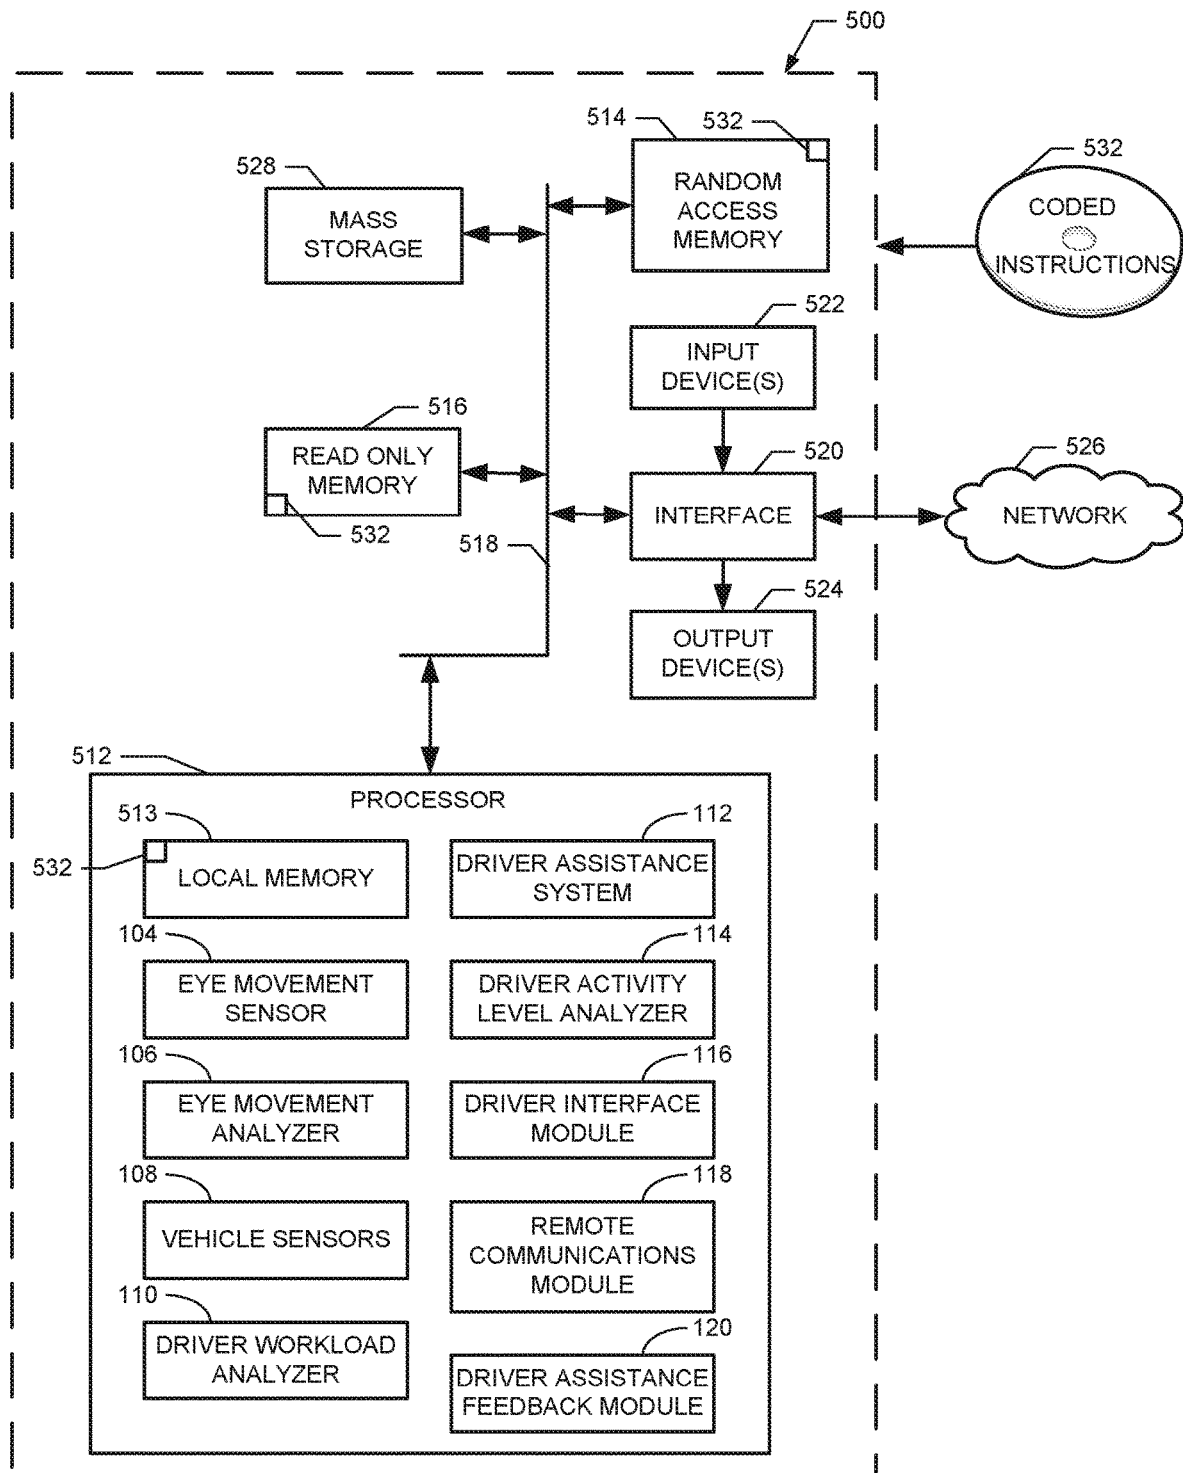 500
514
532
RANDOM
ACCESS
MEMORY
528
MASS
STORAGE
532
CODED
INSTRUCTIONS
522
INPUT
DEVICE(S)
516
READ ONLY
MEMORY
532
520
INTERFACE
526
NETWORK
518
524
OUTPUT
DEVICE(S)
512
PROCESSOR
513
532
LOCAL MEMORY
112
DRIVER ASSISTANCE
SYSTEM
104
EYE MOVEMENT
SENSOR
114
DRIVER ACTIVITY
LEVEL ANALYZER
106
EYE MOVEMENT
ANALYZER
116
DRIVER INTERFACE
MODULE
108
VEHICLE SENSORS
118
REMOTE
COMMUNICATIONS
MODULE
110
DRIVER WORKLOAD
ANALYZER
120
DRIVER ASSISTANCE
FEEDBACK MODULE